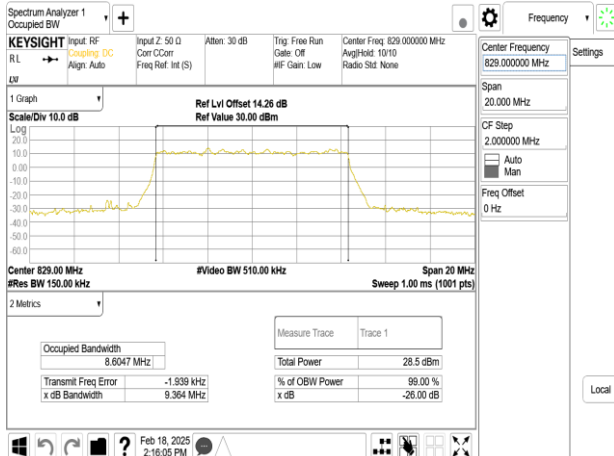 Spectrum Analyzer 1
Occupied BW
+
Frequency
KEYSIGHT
RL
Input: RF
Coupling: DC
Align: Auto
Input Z: 50 Ω
Corr CCorr
Freq Ref: Int (S)
Atten: 30 dB
Trig: Free Run
Gate: Off
#IF Gain: Low
Center Freq: 829.000000 MHz
Avg|Hold: 10/10
Radio Std: None
LXI
Center Frequency
829.000000 MHz
Settings
Span
20.000 MHz
CF Step
2.000000 MHz
Auto
Man
Freq Offset
0 Hz
Local
1 Graph
Scale/Div 10.0 dB
Ref Lvl Offset 14.26 dB
Ref Value 30.00 dBm
Log
20.0
10.0
0.00
-10.0
-20.0
-30.0
-40.0
-50.0
-60.0
Center 829.00 MHz
#Video BW 510.00 kHz
Span 20 MHz
#Res BW 150.00 kHz
Sweep 1.00 ms (1001 pts)
2 Metrics
Measure Trace
Trace 1
Occupied Bandwidth
8.6047 MHz
Total Power
28.5 dBm
Transmit Freq Error
-1.939 kHz
% of OBW Power
99.00 %
x dB Bandwidth
9.364 MHz
x dB
-26.00 dB
?
Feb 18, 2025
2:16:05 PM